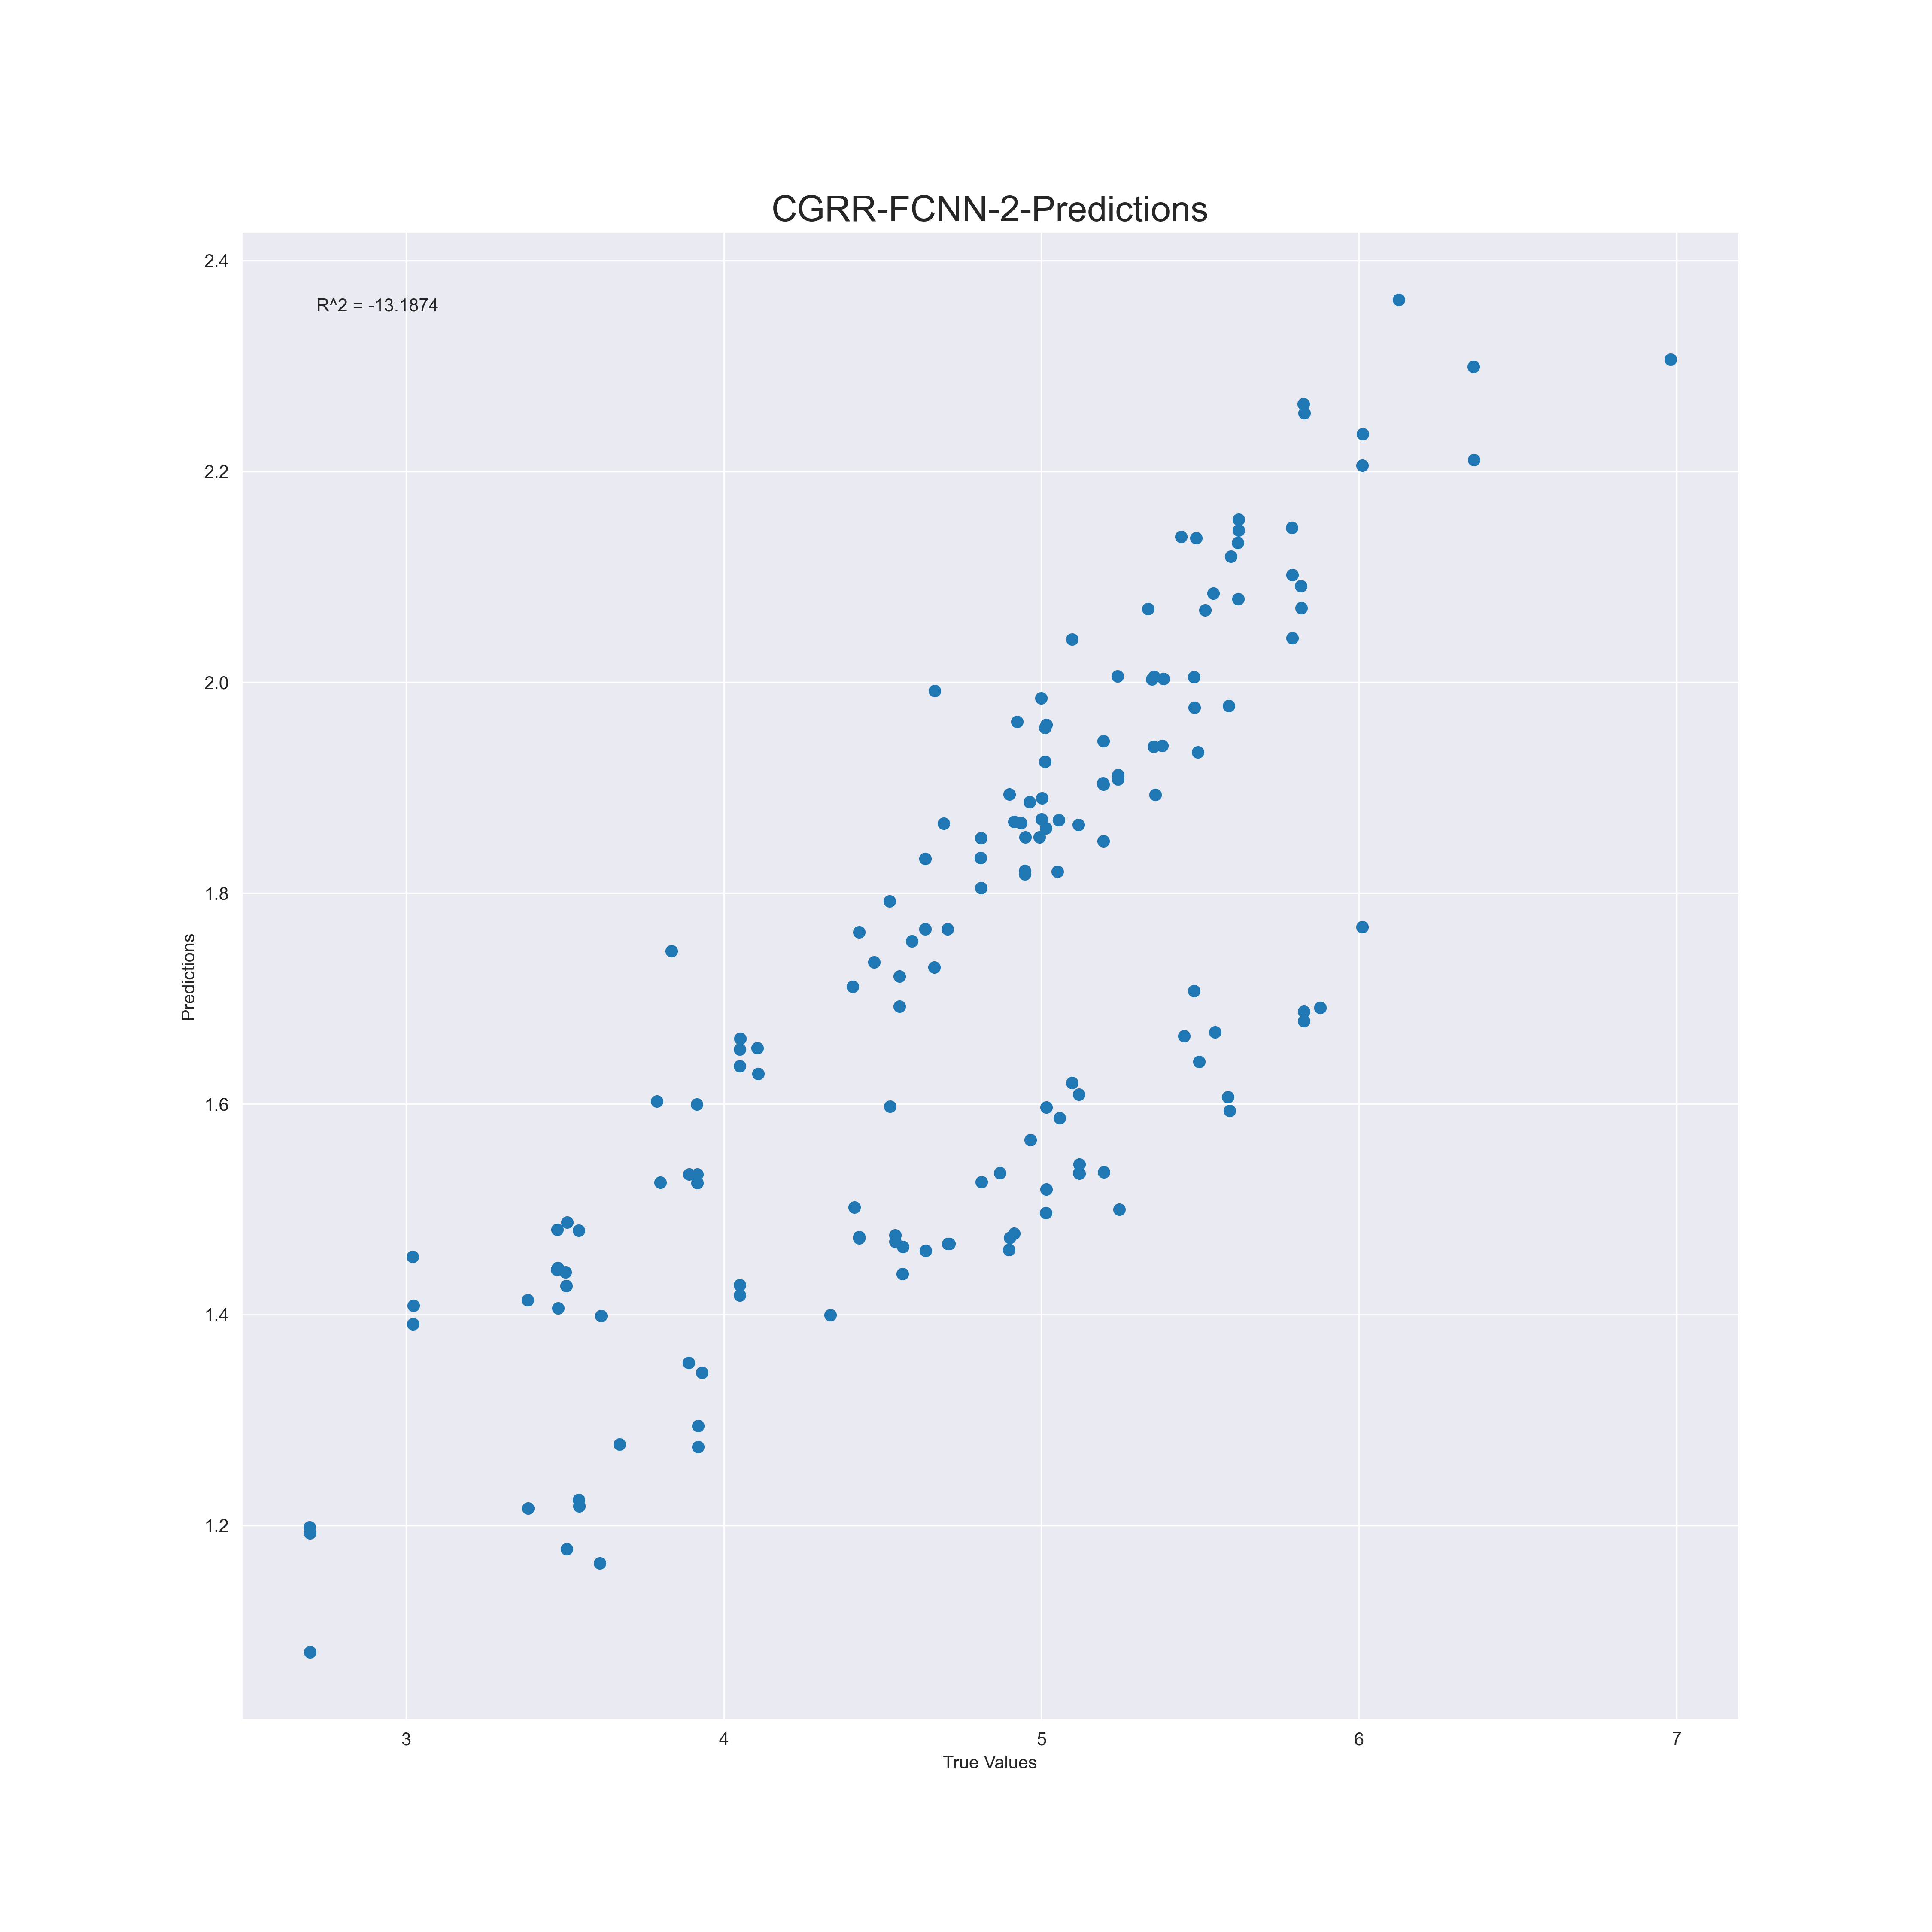 CGRR-FCNN-2-Predictions
R^2 = -13.1874
2.4
2.2
2.0
1.8
1.6
1.4
1.2
Predictions
3 4 5 6 7
True Values